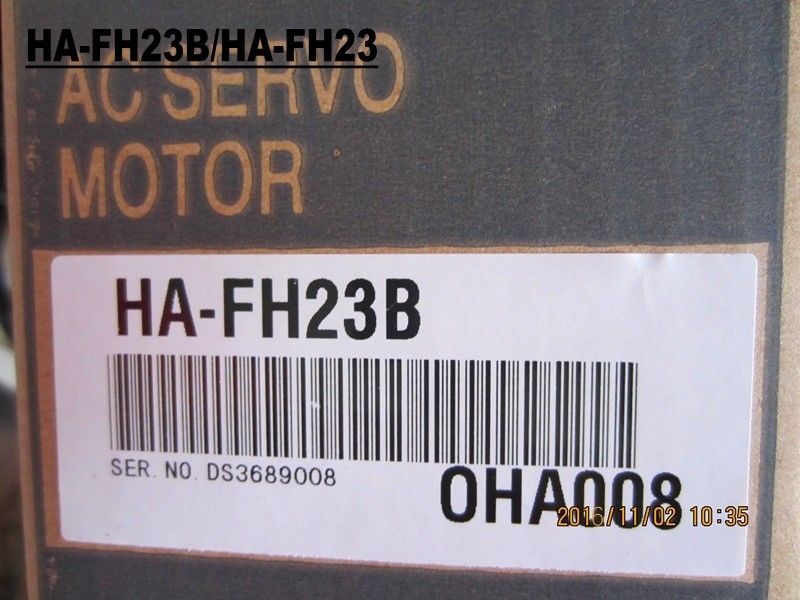 HA-FH23B/HA-FH23
AC SERVO
MOTOR
HA-FH23B
SER. NO. DS3689008
OHA008
2016/11/02 10:35